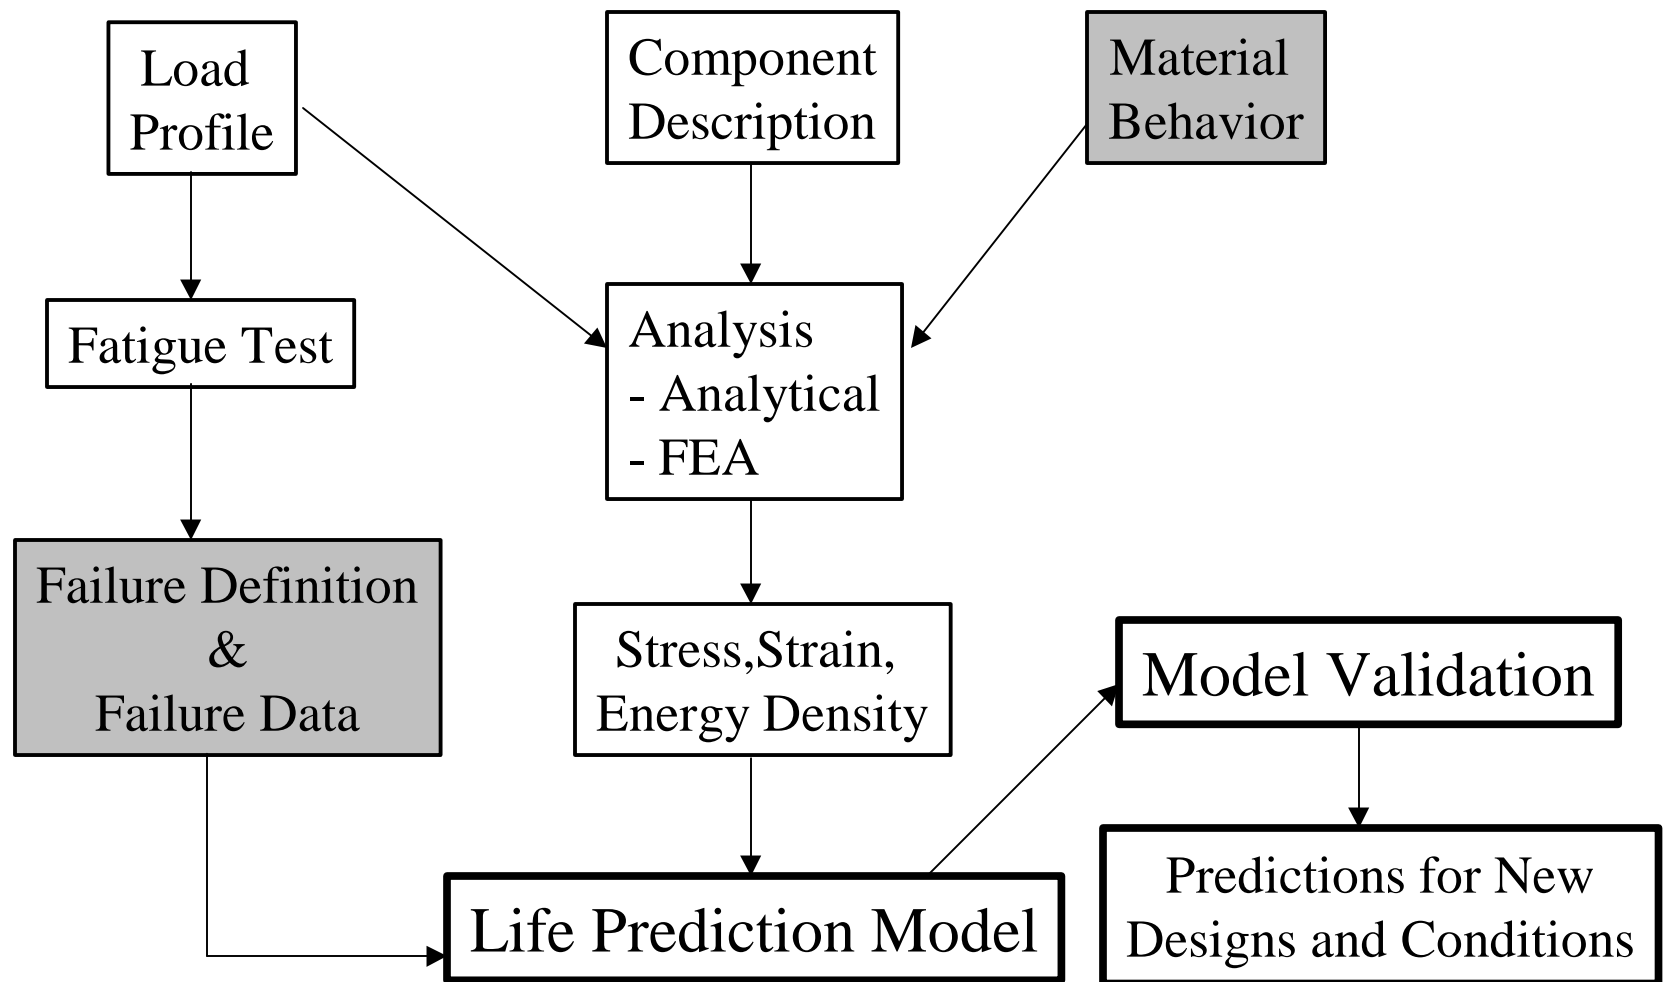 Load
Profile
Component
Description
Material
Behavior
Fatigue Test
Analysis
- Analytical
- FEA
Failure Definition
&
Failure Data
Stress,Strain,
Energy Density
Model Validation
Life Prediction Model
Predictions for New
Designs and Conditions